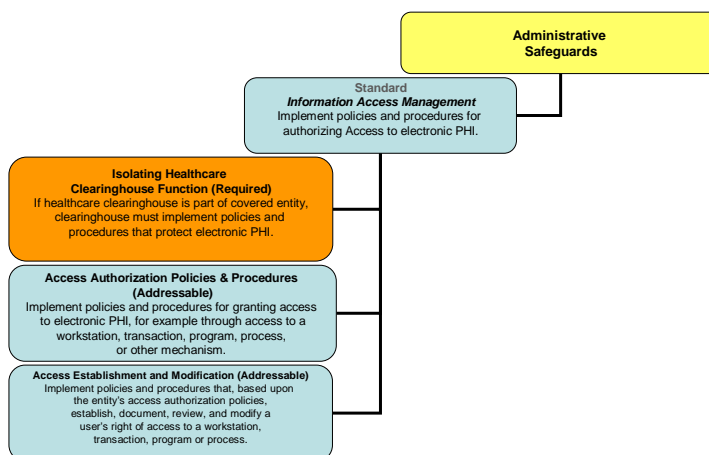 Administrative
Safeguards
Standard
Information Access Management
Implement policies and procedures for
authorizing Access to electronic PHI.
Isolating Healthcare
Clearinghouse Function (Required)
If healthcare clearinghouse is part of covered entity,
clearinghouse must implement policies and
procedures that protect electronic PHI.
Access Authorization Policies & Procedures
(Addressable)
Implement policies and procedures for granting access
to electronic PHI, for example through access to a
workstation, transaction, program, process,
or other mechanism.
Access Establishment and Modification (Addressable)
Implement policies and procedures that, based upon
the entity's access authorization policies,
establish, document, review, and modify a
user's right of access to a workstation,
transaction, program or process.